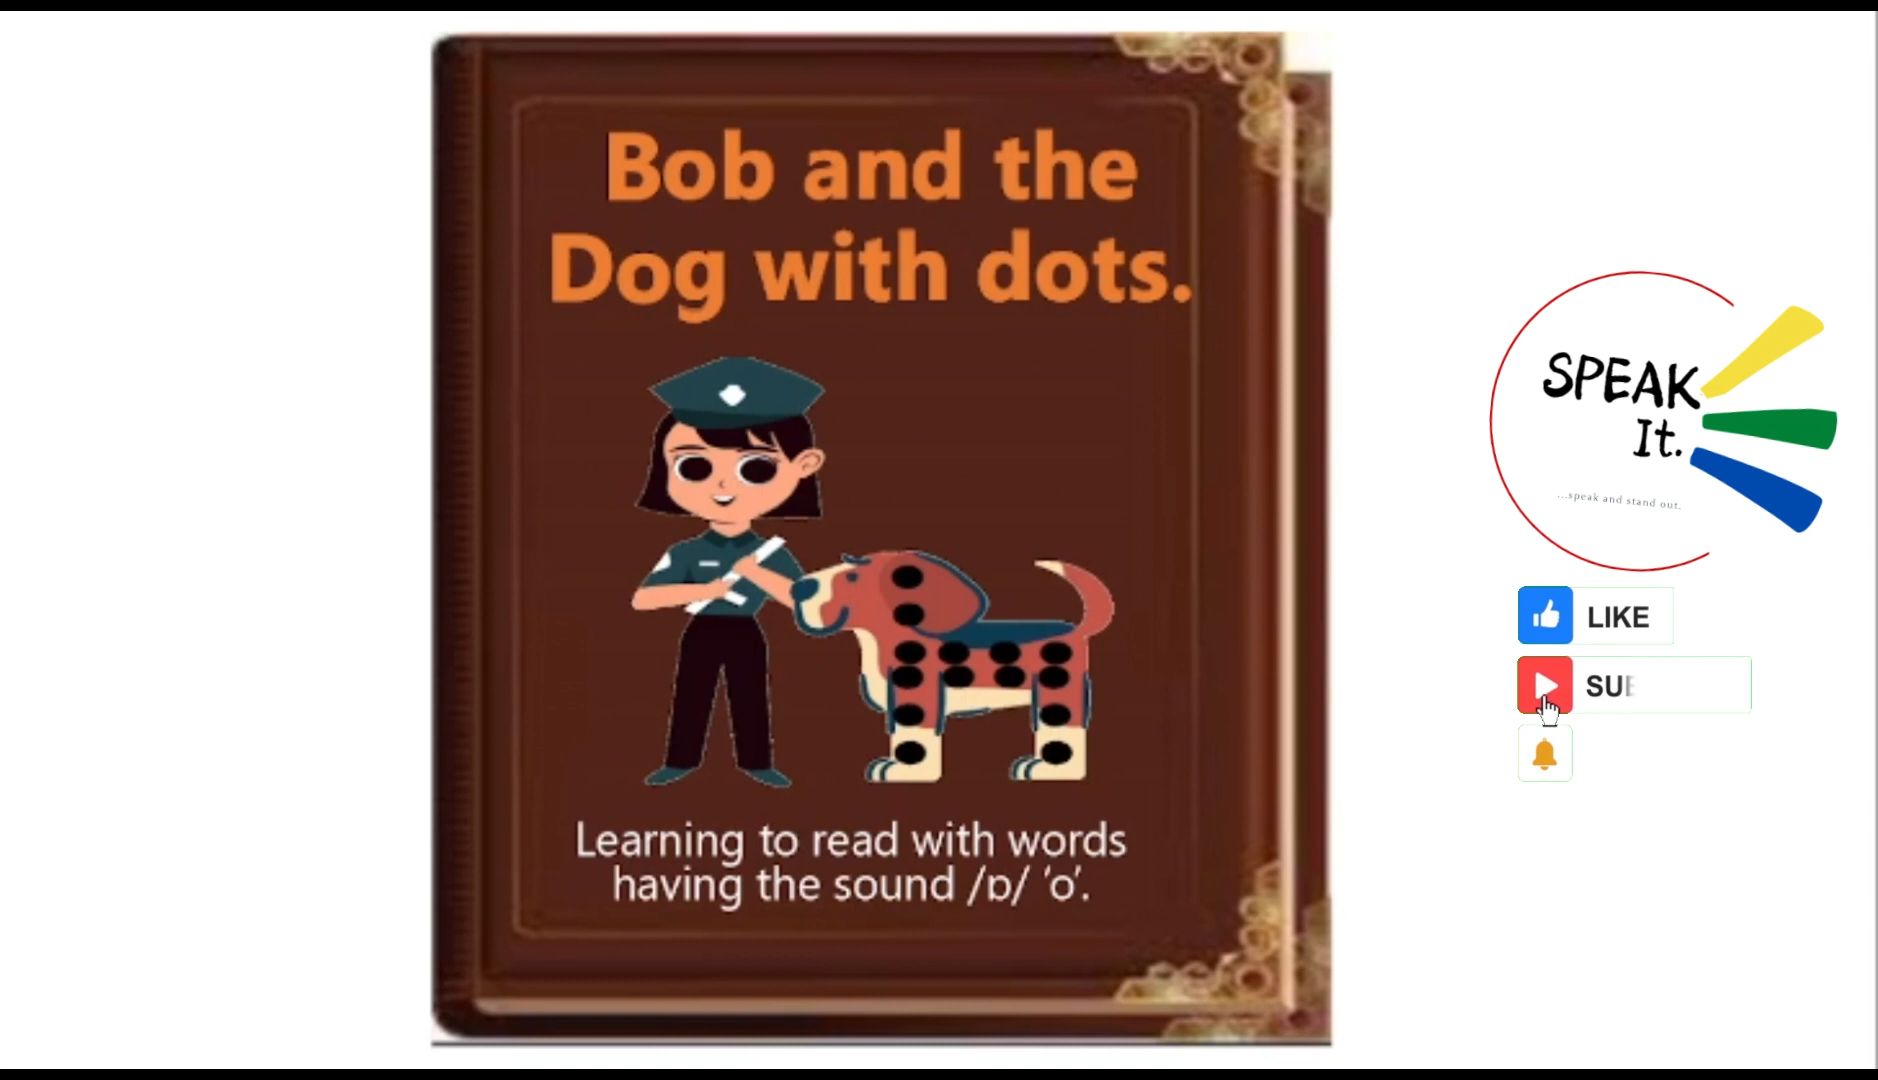 Bob and the
Dog with dots.
Learning to read with words
having the sound /ɒ/ ‘o’.
SPEAK
It.
...speak and stand out.
LIKE
SUB